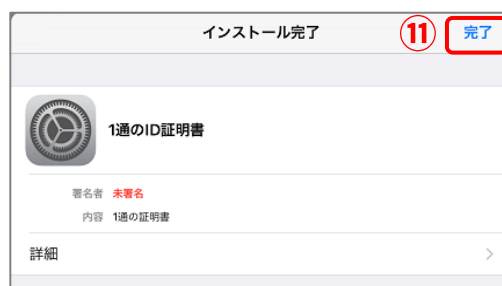 インストール完了
⑪
完了
1通のID証明書
署名者 未署名
内容 1通の証明書
詳細